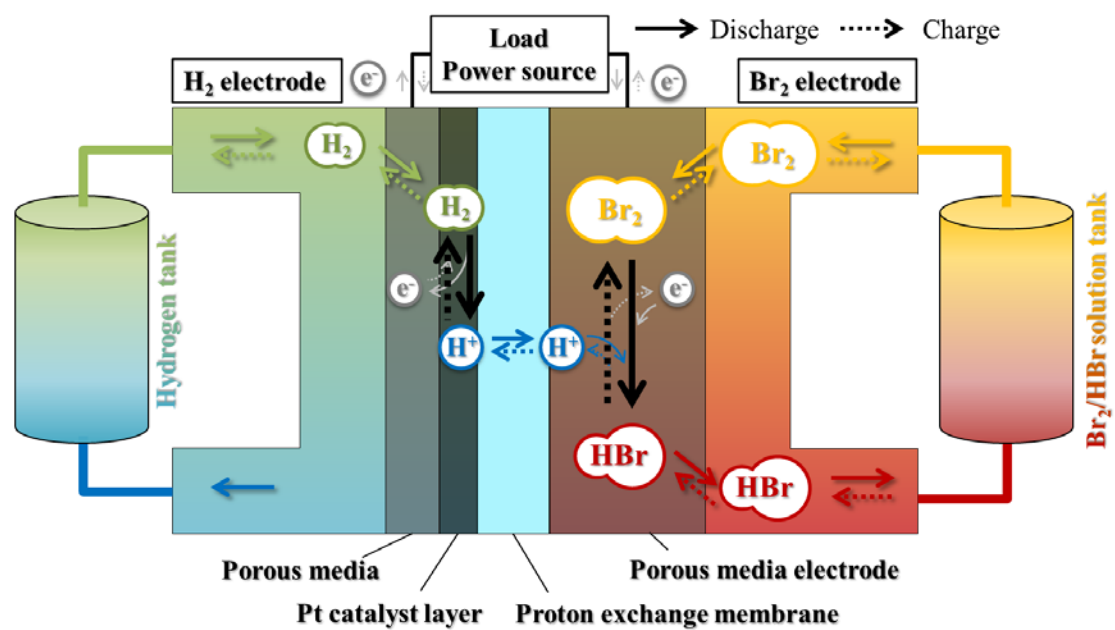 Load
Power source
Discharge
Charge
H₂ electrode
e⁻
e⁻
Br₂ electrode
H₂
Br₂
H₂
Br₂
e⁻
e⁻
H⁺
H⁺
HBr
HBr
Hydrogen tank
Br₂/HBr solution tank
Porous media
Porous media electrode
Pt catalyst layer
Proton exchange membrane